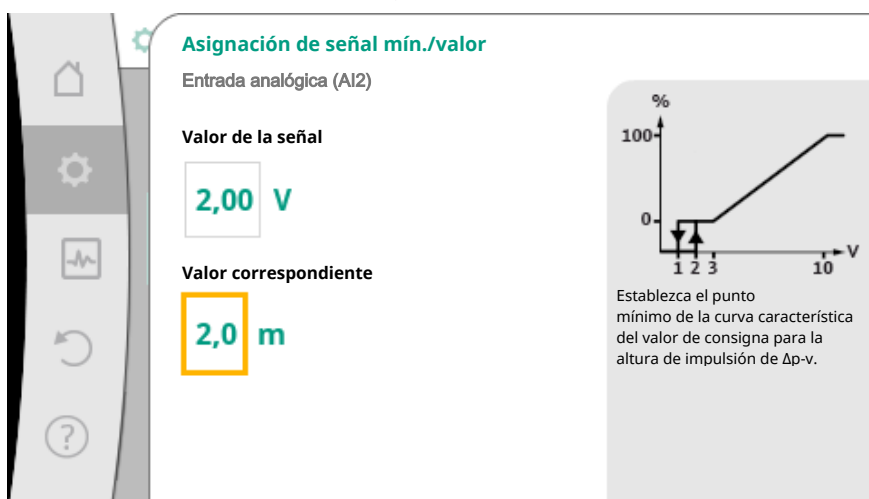 Asignación de señal mín./valor
Entrada analógica (AI2)
Valor de la señal
2,00 V
Valor correspondiente
2,0 m
%
100
0
1 2 3 10 V
Establezca el punto
mínimo de la curva característica
del valor de consigna para la
altura de impulsión de Δp-v.
?